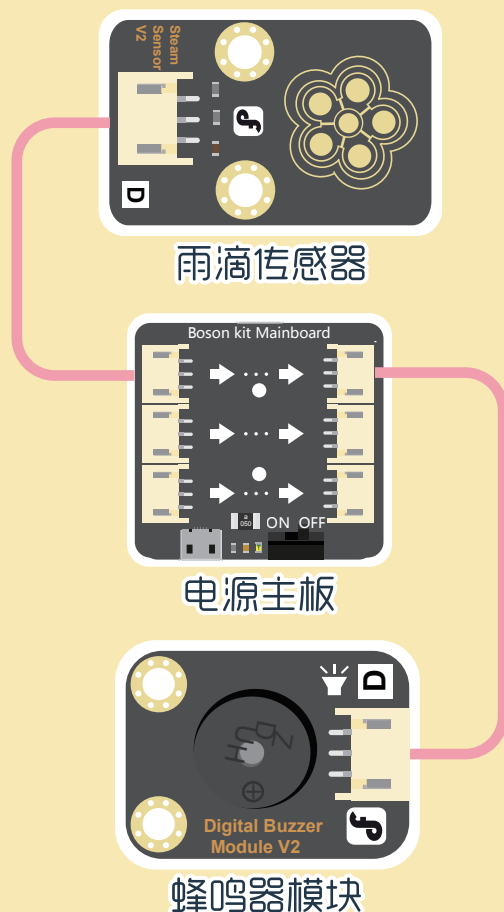 Steam
Sensor
V2
D
雨滴传感器
Boson kit Mainboard
a
050
ON OFF
电源主板
D
Digital Buzzer
Module V2
蜂鸣器模块